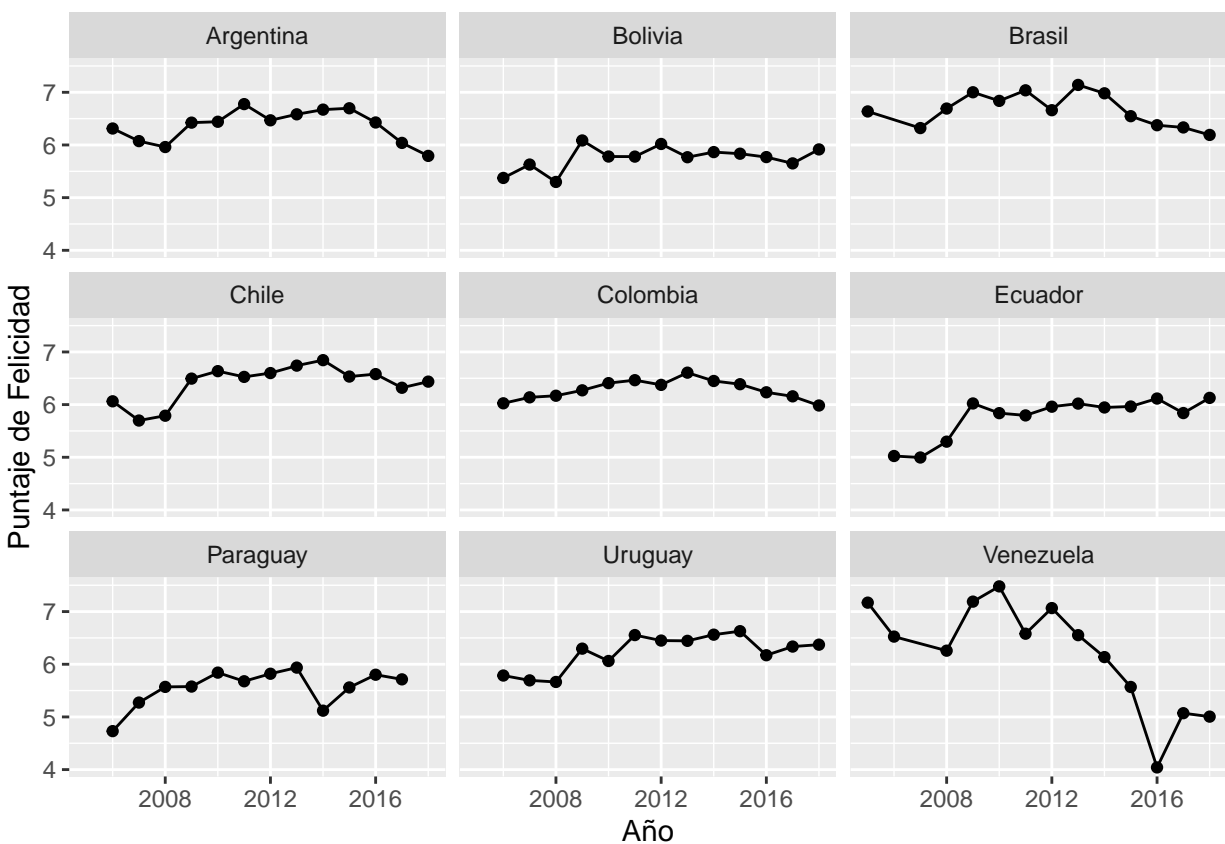 Argentina
Bolivia
Brasil
7
6
5
4
Chile
Colombia
Ecuador
7
6
5
4
Puntaje de Felicidad
Paraguay
Uruguay
Venezuela
7
6
5
4
2008 2012 2016
2008 2012 2016
2008 2012 2016
Año